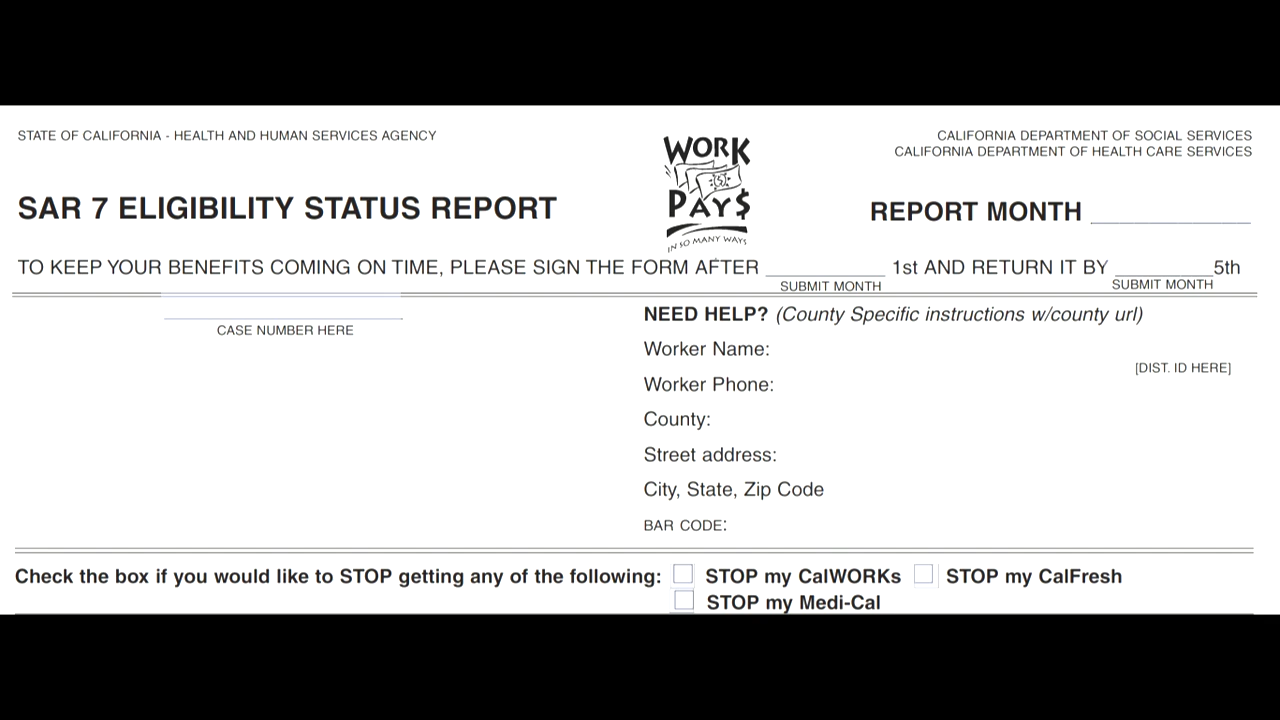 STATE OF CALIFORNIA - HEALTH AND HUMAN SERVICES AGENCY
CALIFORNIA DEPARTMENT OF SOCIAL SERVICES
CALIFORNIA DEPARTMENT OF HEALTH CARE SERVICES
WORK
PAY$
IN SO MANY WAYS
SAR 7 ELIGIBILITY STATUS REPORT
REPORT MONTH
TO KEEP YOUR BENEFITS COMING ON TIME, PLEASE SIGN THE FORM AFTER ________ 1st AND RETURN IT BY ________ 5th
SUBMIT MONTH SUBMIT MONTH
CASE NUMBER HERE
NEED HELP? (County Specific instructions w/county url)
Worker Name:
[DIST. ID HERE]
Worker Phone:
County:
Street address:
City, State, Zip Code
BAR CODE:
Check the box if you would like to STOP getting any of the following: STOP my CalWORKs STOP my CalFresh
STOP my Medi-Cal